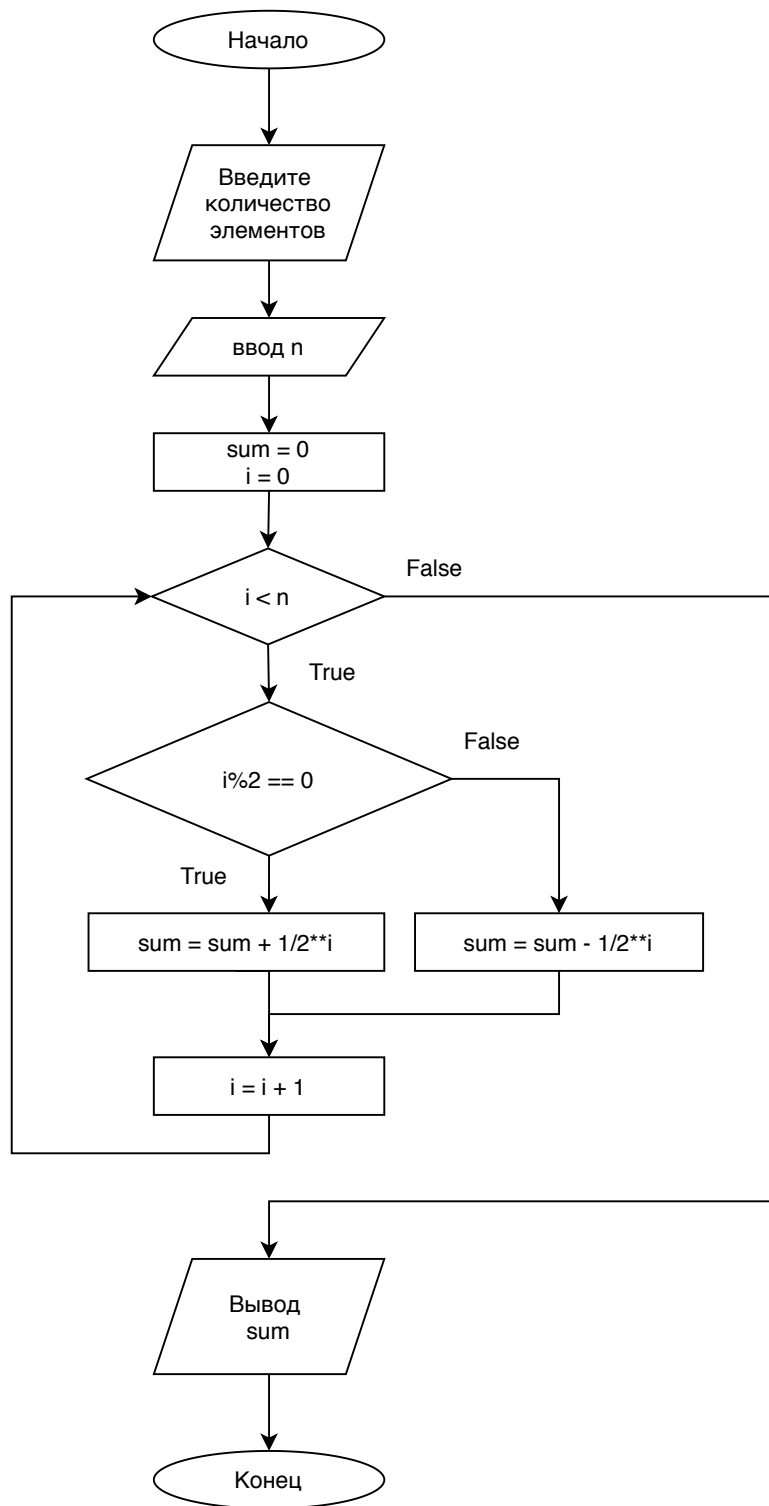 Начало
Введите
количество
элементов
ввод n
sum = 0
i = 0
i < n
False
True
i%2 == 0
False
True
sum = sum + 1/2**i
sum = sum - 1/2**i
i = i + 1
Вывод
sum
Конец